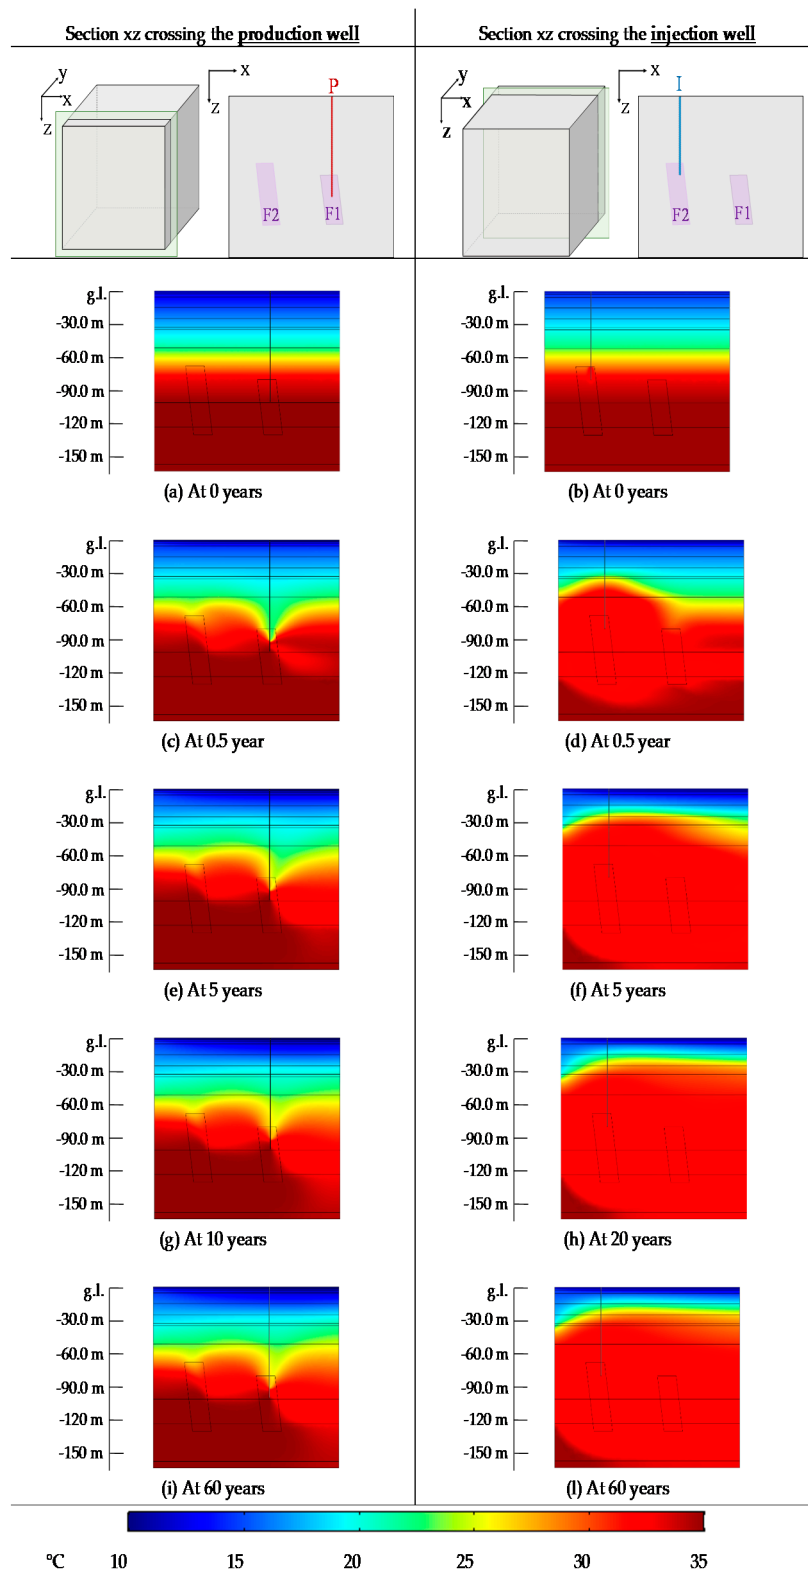 Section xz crossing the production well
Section xz crossing the injection well
y
x
z
x
z
P
F2
F1
y
x
z
x
z
I
F2
F1
g.l.
-30.0 m
-60.0 m
-90.0 m
-120 m
-150 m
(a) At 0 years
g.l.
-30.0 m
-60.0 m
-90.0 m
-120 m
-150 m
(b) At 0 years
g.l.
-30.0 m
-60.0 m
-90.0 m
-120 m
-150 m
(c) At 0.5 year
g.l.
-30.0 m
-60.0 m
-90.0 m
-120 m
-150 m
(d) At 0.5 year
g.l.
-30.0 m
-60.0 m
-90.0 m
-120 m
-150 m
(e) At 5 years
g.l.
-30.0 m
-60.0 m
-90.0 m
-120 m
-150 m
(f) At 5 years
g.l.
-30.0 m
-60.0 m
-90.0 m
-120 m
-150 m
(g) At 10 years
g.l.
-30.0 m
-60.0 m
-90.0 m
-120 m
-150 m
(h) At 20 years
g.l.
-30.0 m
-60.0 m
-90.0 m
-120 m
-150 m
(i) At 60 years
g.l.
-30.0 m
-60.0 m
-90.0 m
-120 m
-150 m
(l) At 60 years
°C 10 15 20 25 30 35